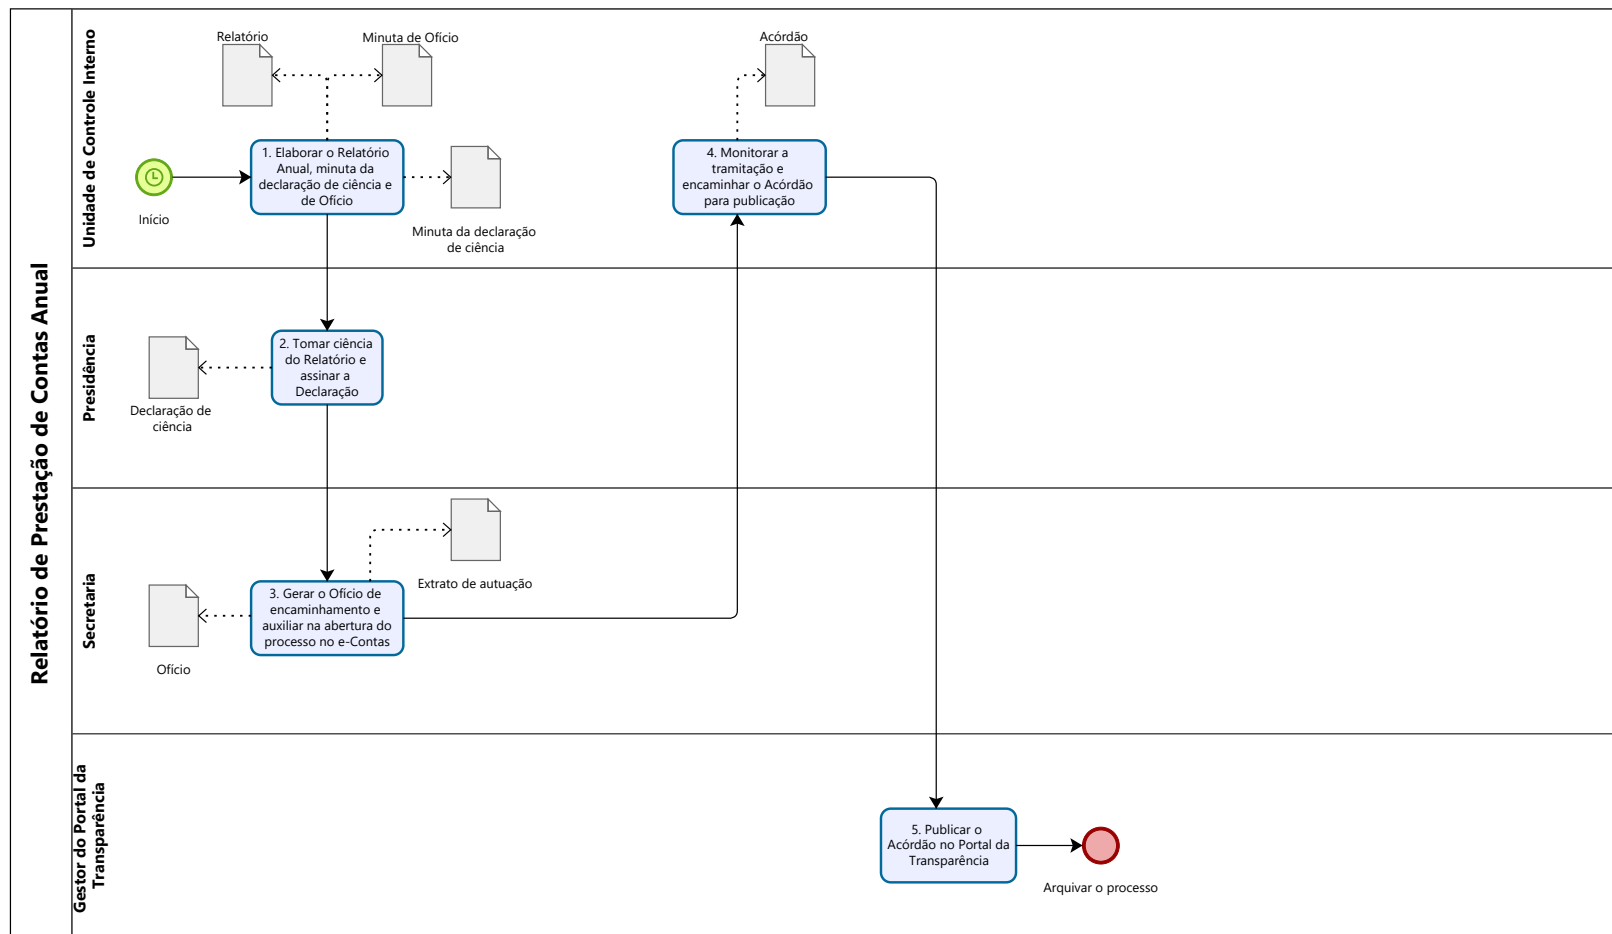 Relatório de Prestação de Contas Anual
Unidade de Controle Interno
Relatório
Minuta de Ofício
Acórdão
Início
1. Elaborar o Relatório
Anual, minuta da
declaração de ciência e
de Ofício
Minuta da declaração
de ciência
4. Monitorar a
tramitação e
encaminhar o Acórdão
para publicação
Presidência
2. Tomar ciência
do Relatório e
assinar a
Declaração
Declaração de
ciência
Secretaria
Extrato de autuação
3. Gerar o Ofício de
encaminhamento e
auxiliar na abertura do
processo no e-Contas
Ofício
Gestor do Portal da
Transparência
5. Publicar o
Acórdão no Portal da
Transparência
Arquivar o processo